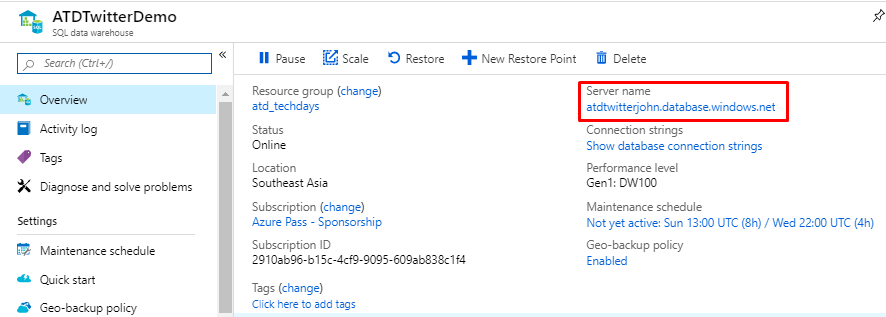 ATDTwitterDemo
SQL data warehouse
Search (Ctrl+/)
Overview
Activity log
Tags
Diagnose and solve problems
Settings
Maintenance schedule
Quick start
Geo-backup policy
Pause
Scale
Restore
New Restore Point
Delete
Resource group (change)
atd_techdays
Status
Online
Location
Southeast Asia
Subscription (change)
Azure Pass - Sponsorship
Subscription ID
2910ab96-b15c-4cf9-9095-609ab838c1f4
Tags (change)
Click here to add tags
Server name
atdtwitterjohn.database.windows.net
Connection strings
Show database connection strings
Performance level
Gen1: DW100
Maintenance schedule
Not yet active: Sun 13:00 UTC (8h) / Wed 22:00 UTC (4h)
Geo-backup policy
Enabled